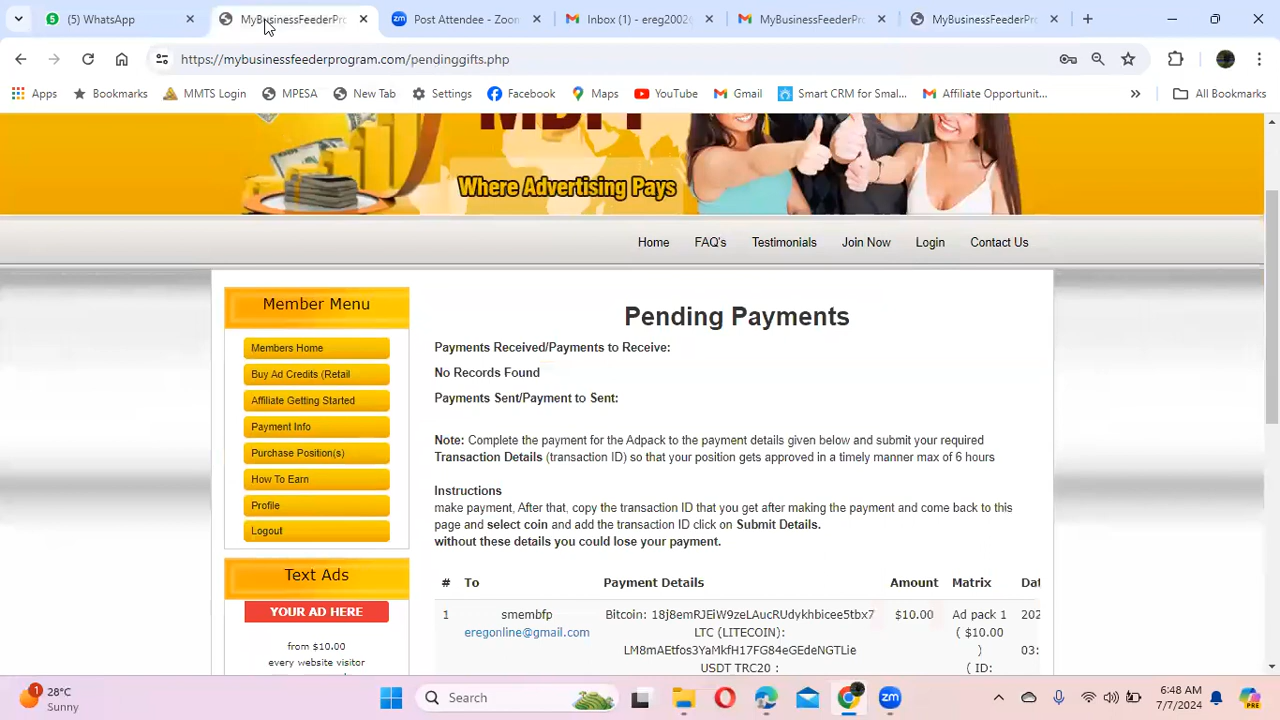 (5) WhatsApp
MyBusinessFeederPro
Post Attendee - Zoon
Inbox (1) - ereg2002
MyBusinessFeederPro
MyBusinessFeederPro
https://mybusinessfeederprogram.com/pendinggifts.php
Apps
Bookmarks
MMTS Login
MPESA
New Tab
Settings
Facebook
Maps
YouTube
Gmail
Smart CRM for Smal...
Affiliate Opportunit...
All Bookmarks
Where Advertising Pays
Home
FAQ's
Testimonials
Join Now
Login
Contact Us
Member Menu
Members Home
Buy Ad Credits (Retail
Affiliate Getting Started
Payment Info
Purchase Position(s)
How To Earn
Profile
Logout
Text Ads
YOUR AD HERE
from $10.00
every website visitor
Pending Payments
Payments Received/Payments to Receive:
No Records Found
Payments Sent/Payment to Sent:
Note: Complete the payment for the Adpack to the payment details given below and submit your required
Transaction Details (transaction ID) so that your position gets approved in a timely manner max of 6 hours
Instructions
make payment, After that, copy the transaction ID that you get after making the payment and come back to this
page and select coin and add the transaction ID click on Submit Details.
without these details you could lose your payment.
# To Payment Details Amount Matrix Dat
1 smembfp Bitcoin: 18j8emRJEiW9zeLAucRUdykhbicee5tbx7 $10.00 Ad pack 1 202
eregonline@gmail.com LTC (LITECOIN): ( $10.00 03:
LM8mAEtfos3YaMkfH17FG84eGEdeNGTLie )
USDT TRC20 : ( ID:
1
28°C
Sunny
Search
6:48 AM
7/7/2024
PRE